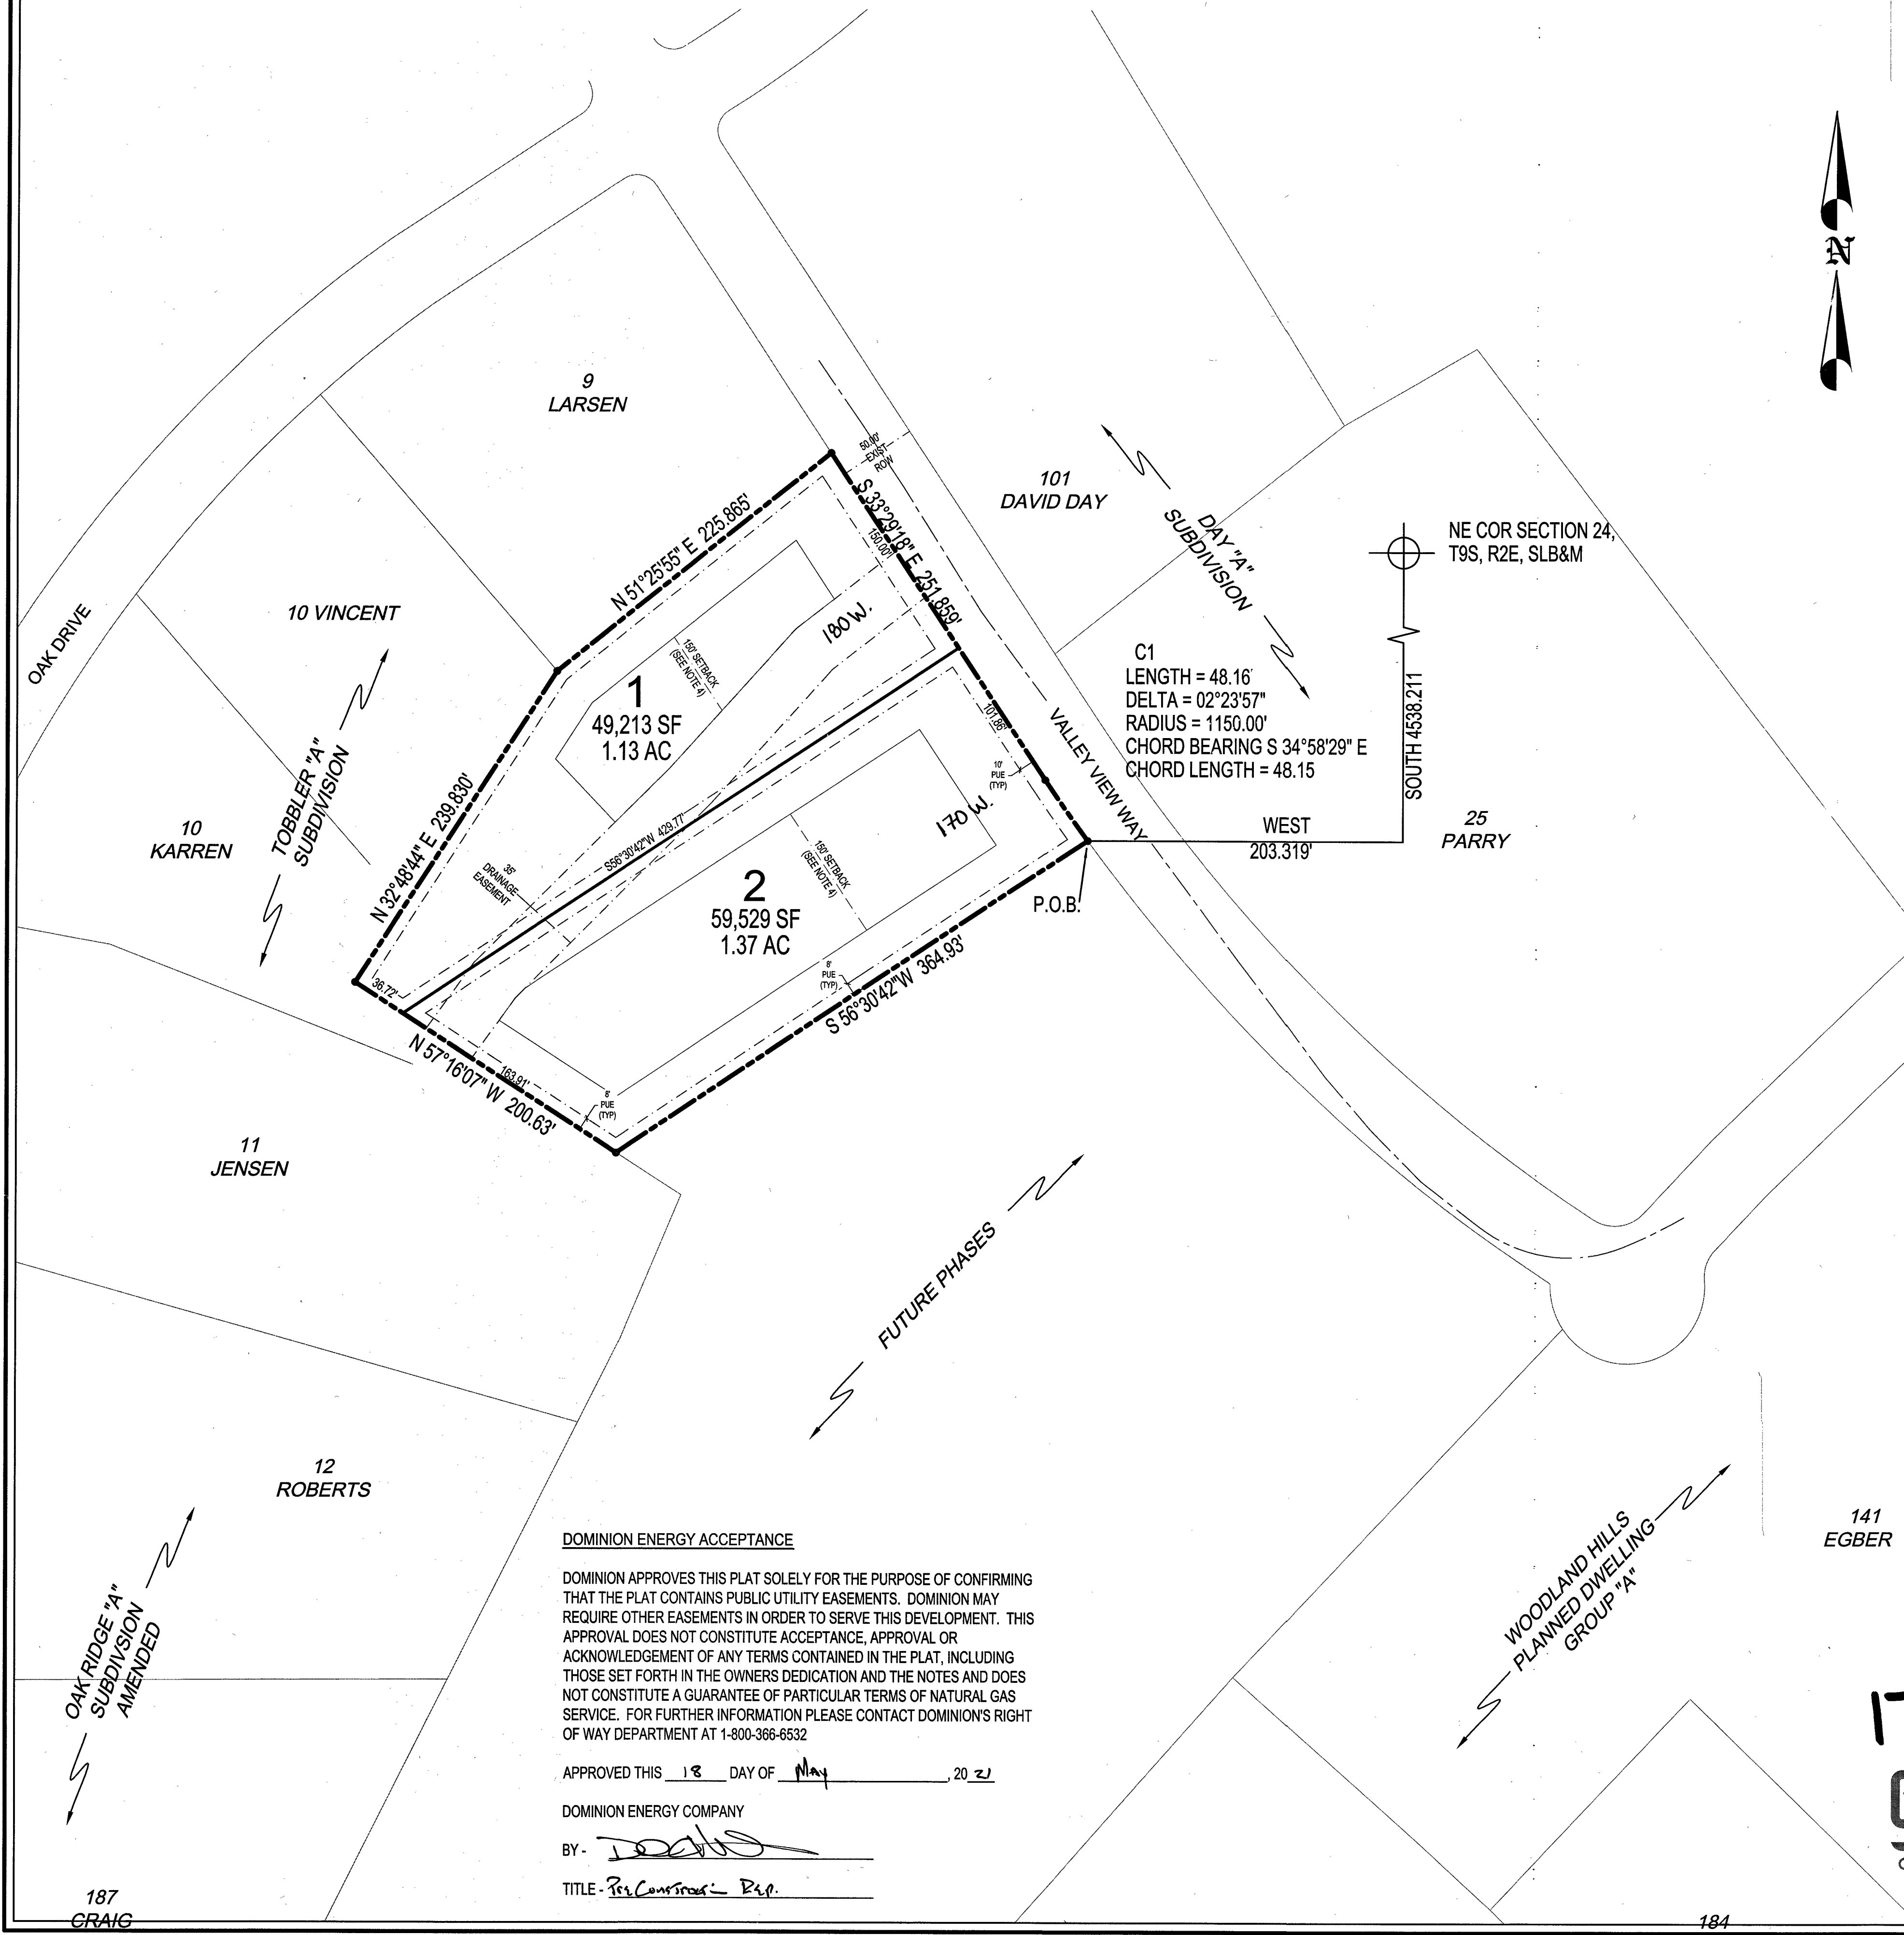 9
LARSEN
50.00'
EXIST
ROW
101
DAVID DAY
DAY "A"
SUBDIVISION
NE COR SECTION 24,
T9S, R2E, SLB&M
N
S 33°29'18" E 251.859'
150.00'
N 51°25'55" E 225.865'
OAK DRIVE
10 VINCENT
180 W.
150' SETBACK
(SEE NOTE 4)
1
49,213 SF
1.13 AC
C1
LENGTH = 48.16'
DELTA = 02°23'57"
RADIUS = 1150.00'
CHORD BEARING S 34°58'29" E
CHORD LENGTH = 48.15
SOUTH 4538.211
101.86'
VALLEY VIEW WAY
10'
PUE
(TYP)
TOBBLER "A"
SUBDIVISION
10
KARREN
N 32°48'44" E 239.830'
170 W.
WEST
203.319'
25
PARRY
S56°30'42"W 429.77'
35'
DRAINAGE
EASEMENT
150' SETBACK
(SEE NOTE 4)
2
59,529 SF
1.37 AC
P.O.B.
8'
PUE
(TYP)
S 56°30'42"W 364.93'
36.72'
N 57°16'07" W 200.63'
163.91'
8'
PUE
(TYP)
11
JENSEN
FUTURE PHASES
12
ROBERTS
OAK RIDGE "A"
SUBDIVISION
AMENDED
141
EGBER
WOODLAND HILLS
PLANNED DWELLING
GROUP "A"
DOMINION ENERGY ACCEPTANCE
DOMINION APPROVES THIS PLAT SOLELY FOR THE PURPOSE OF CONFIRMING
THAT THE PLAT CONTAINS PUBLIC UTILITY EASEMENTS. DOMINION MAY
REQUIRE OTHER EASEMENTS IN ORDER TO SERVE THIS DEVELOPMENT. THIS
APPROVAL DOES NOT CONSTITUTE ACCEPTANCE, APPROVAL OR
ACKNOWLEDGEMENT OF ANY TERMS CONTAINED IN THE PLAT, INCLUDING
THOSE SET FORTH IN THE OWNERS DEDICATION AND THE NOTES AND DOES
NOT CONSTITUTE A GUARANTEE OF PARTICULAR TERMS OF NATURAL GAS
SERVICE. FOR FURTHER INFORMATION PLEASE CONTACT DOMINION'S RIGHT
OF WAY DEPARTMENT AT 1-800-366-6532
APPROVED THIS 18 DAY OF May, 20 21
DOMINION ENERGY COMPANY
BY -
TITLE - Pre Construction Rep.
187
CRAIG
184